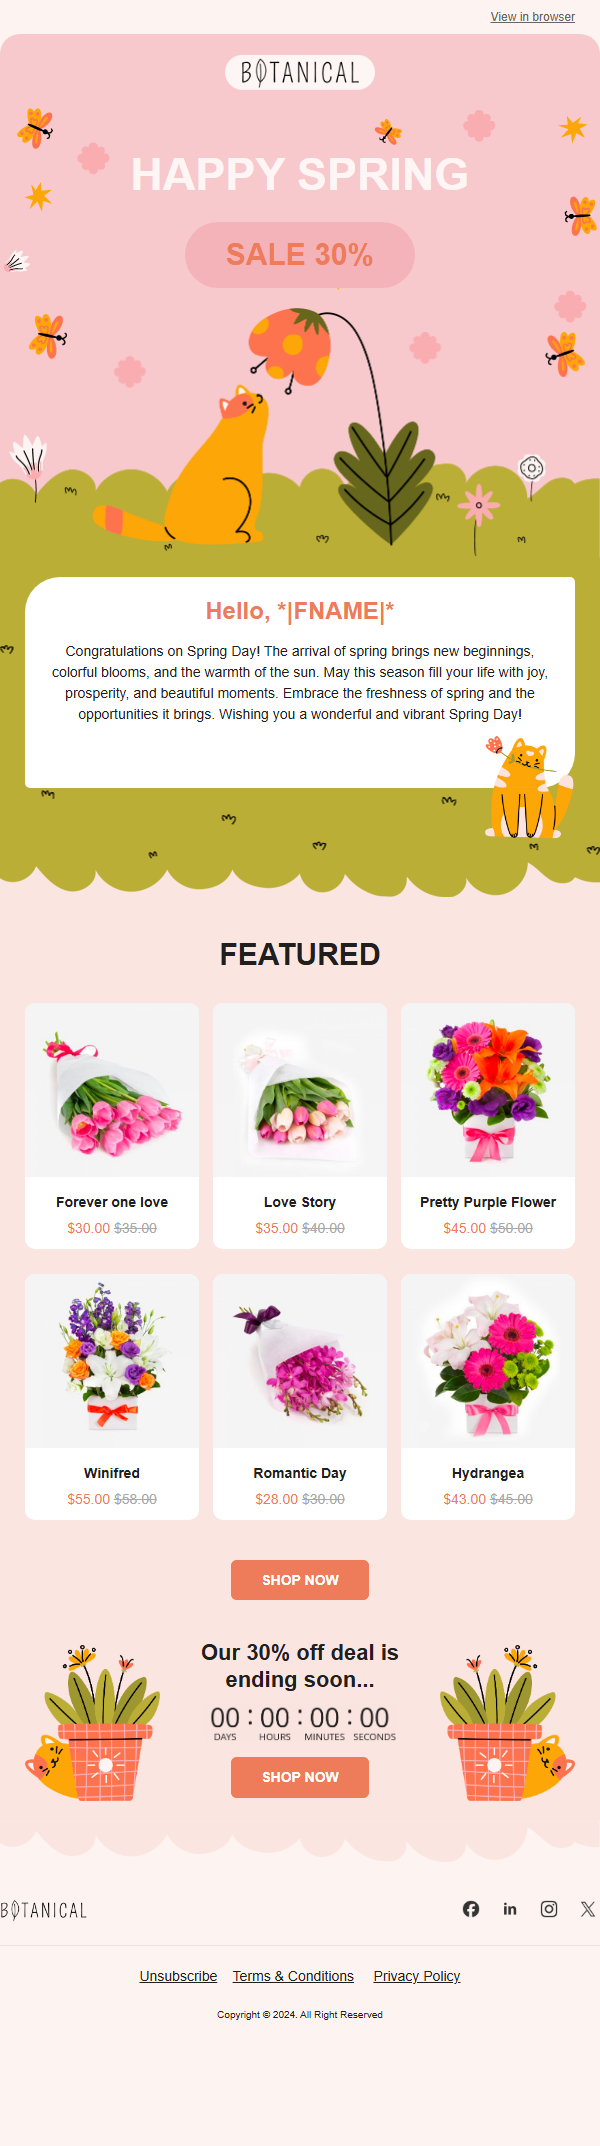 View in browser
BOTANICAL
HAPPY SPRING
SALE 30%
Hello, *|FNAME|*
Congratulations on Spring Day! The arrival of spring brings new beginnings,
colorful blooms, and the warmth of the sun. May this season fill your life with joy,
prosperity, and beautiful moments. Embrace the freshness of spring and the
opportunities it brings. Wishing you a wonderful and vibrant Spring Day!
FEATURED
Forever one love
$30.00 $35.00
Love Story
$35.00 $40.00
Pretty Purple Flower
$45.00 $50.00
Winifred
$55.00 $58.00
Romantic Day
$28.00 $30.00
Hydrangea
$43.00 $45.00
SHOP NOW
Our 30% off deal is
ending soon...
00 : 00 : 00 : 00
DAYS HOURS MINUTES SECONDS
SHOP NOW
BOTANICAL
Unsubscribe Terms & Conditions Privacy Policy
Copyright © 2024. All Right Reserved